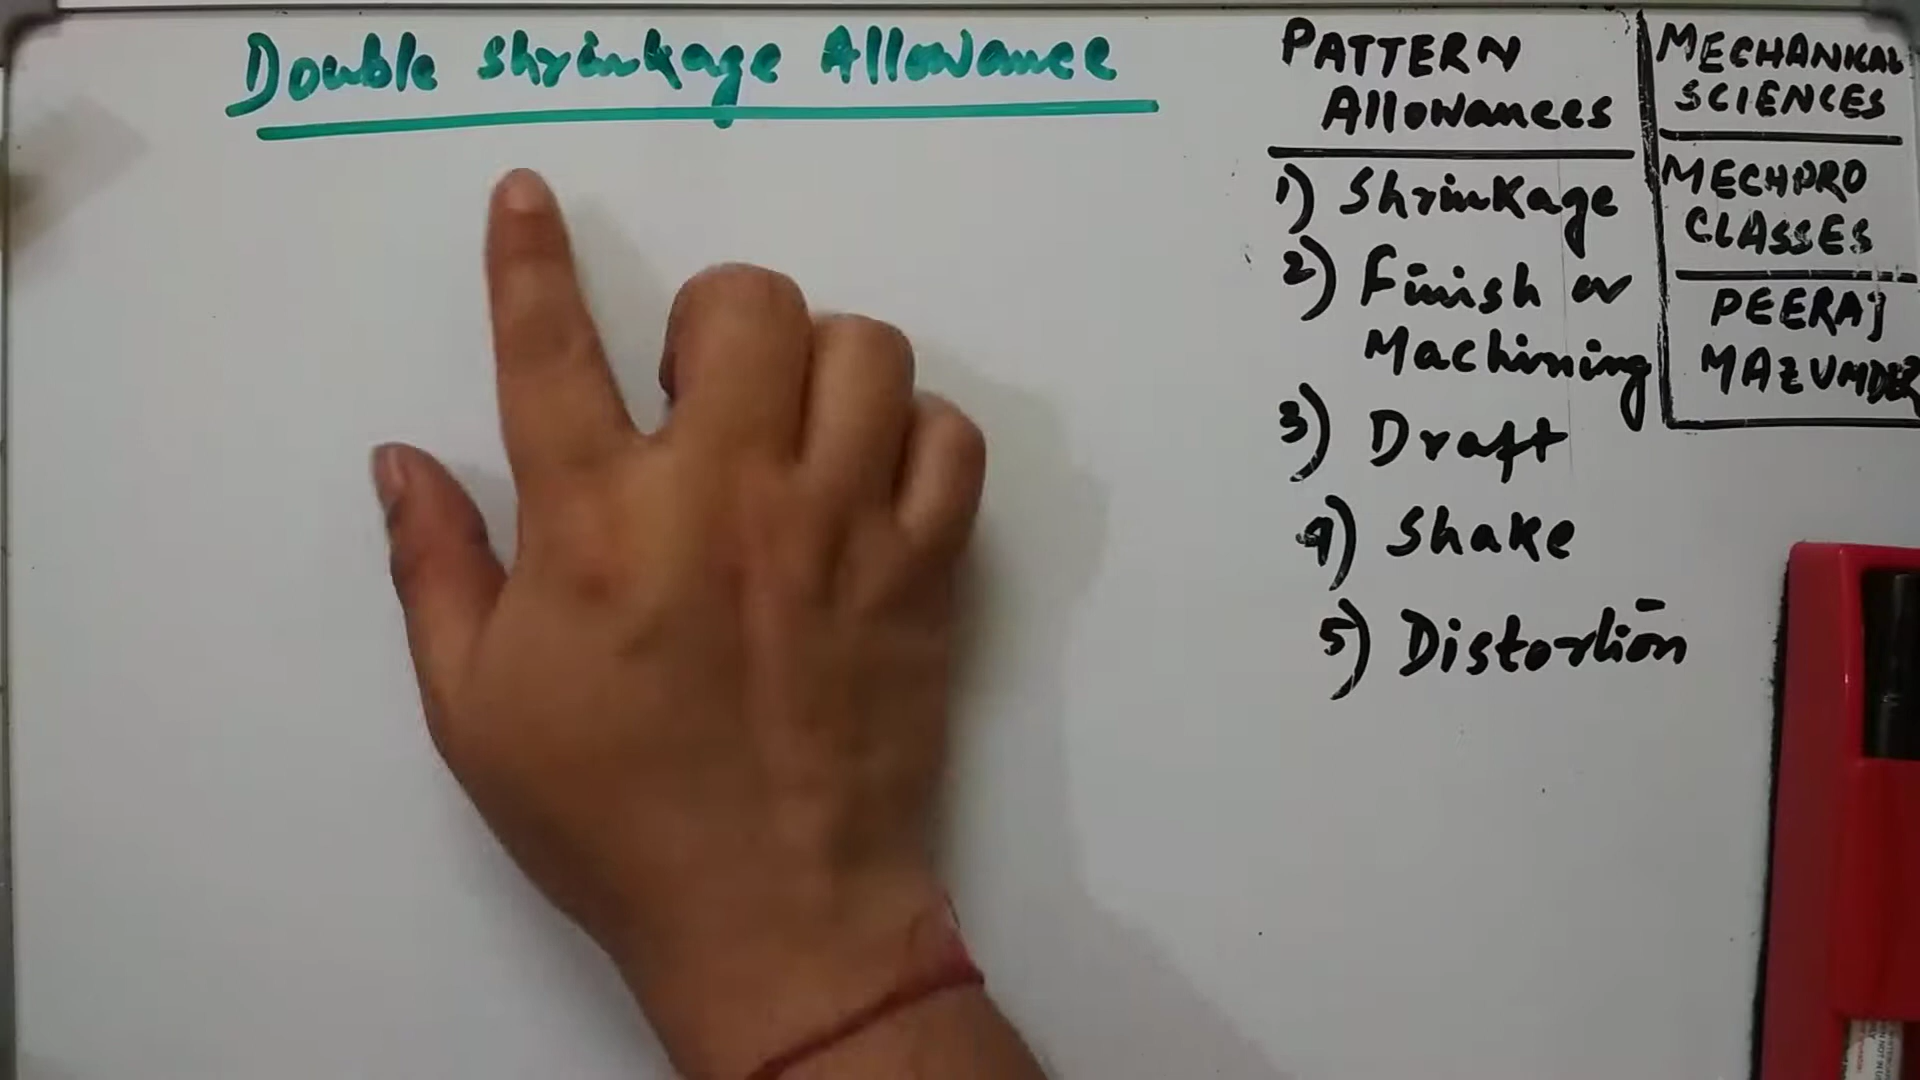 Double Shrinkage Allowance
PATTERN
Allowances
1) Shrinkage
2) Finish or
Machining
3) Draft
4) Shake
5) Distortion
MECHANICAL
SCIENCES
MECHPRO
CLASSES
PEERAJ
MAZUMDER